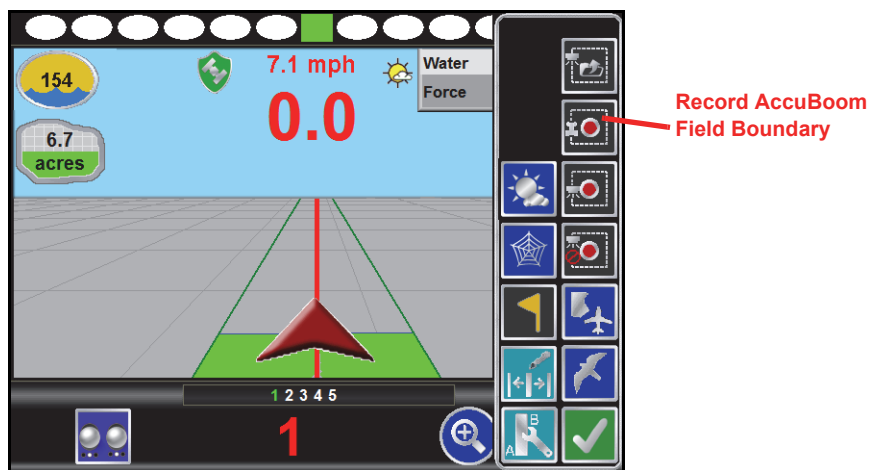 154
7.1 mph
Water
0.0
Force
6.7
acres
Record AccuBoom
Field Boundary
1 2 3 4 5
1
A B